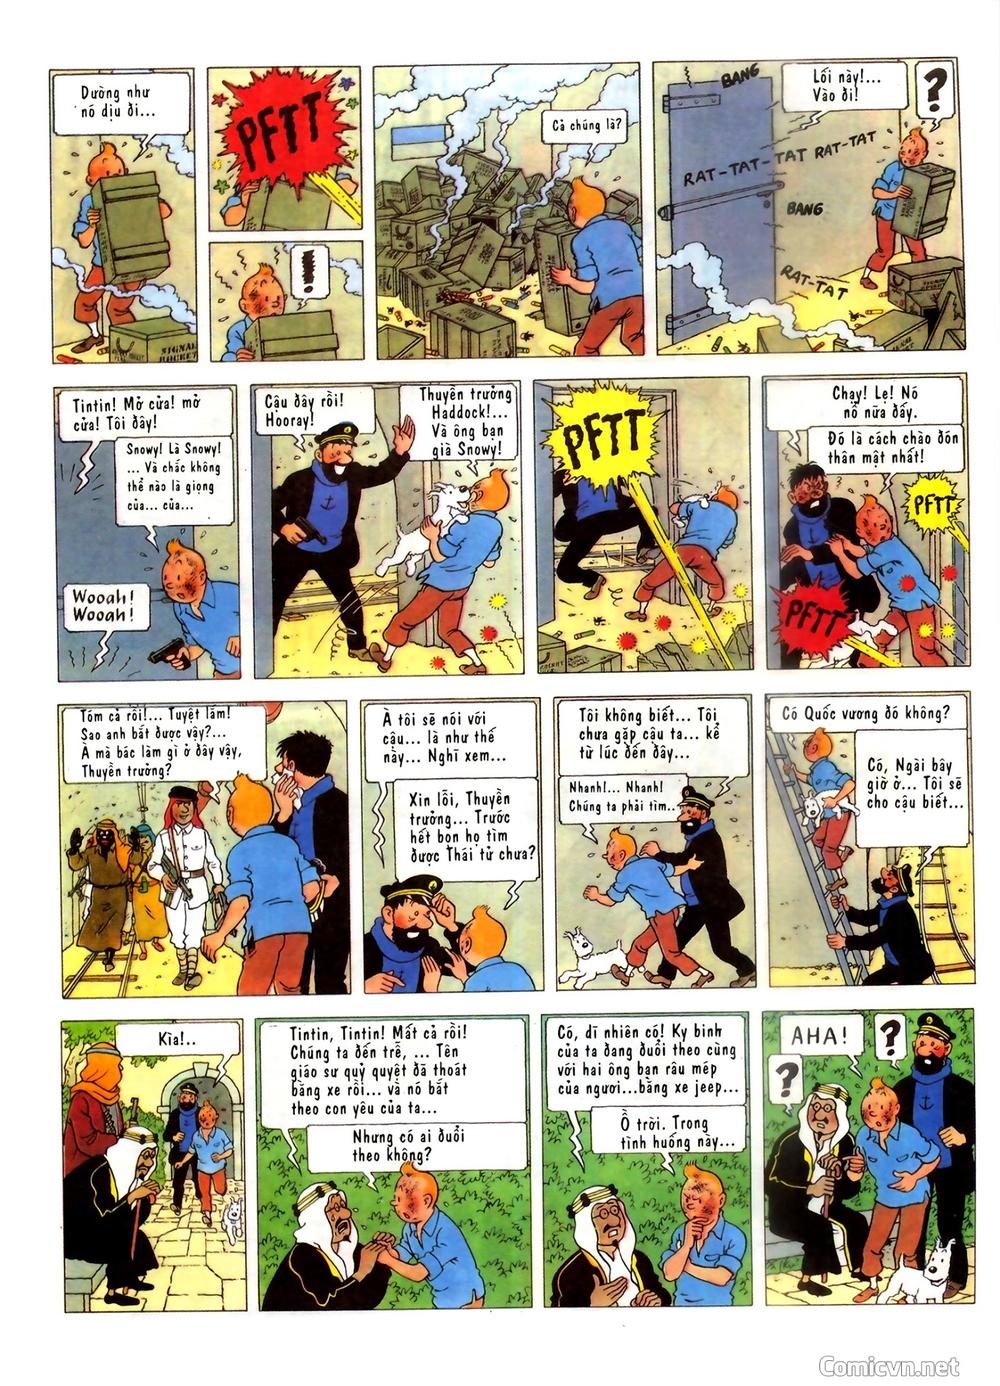 Dường như
nó dịu đi...
SIGNAL
ROCKET
PFTT
!
Cả chúng là?
BANG
Lối này!...
Vào đi!
?
RAT-TAT-TAT RAT-TAT
BANG
RAT-TAT
Tintin! Mở cửa! mở
cửa! Tôi đây!
Snowy! Là Snowy!
... Và chắc không
thể nào là giọng
của... của...
Wooah!
Wooah!
Cậu đây rồi!
Hooray!
Thuyền trưởng
Haddock!...
Và ông bạn
già Snowy!
PFTT
Chạy! Lẹ! Nó
nổ nữa đấy.
Đó là cách chào đón
thân mật nhất!
PFTT
PFTT
Tóm cả rồi!... Tuyệt lắm!
Sao anh bắt được vậy?...
À mà bác làm gì ở đây vậy,
Thuyền trưởng?
À tôi sẽ nói với
cậu... là như thế
này... Nghĩ xem...
Xin lỗi, Thuyền
trưởng... Trước
hết bọn họ tìm
được Thái tử chưa?
Tôi không biết... Tôi
chưa gặp cậu ta... kể
từ lúc đến đây...
Nhanh!... Nhanh!
Chúng ta phải tìm...
Có Quốc vương đó không?
Có, Ngài bây
giờ ở... Tôi sẽ
cho cậu biết...
Kìa!..
Tintin, Tintin! Mất cả rồi!
Chúng ta đến trễ, ... Tên
giáo sư quỷ quyệt đã thoát
bằng xe rồi... và nó bắt
theo con yêu của ta...
Nhưng có ai đuổi
theo không?
Có, dĩ nhiên có! Kỵ binh
của ta đang đuổi theo cùng
với hai ông bạn râu mép
của ngươi...bằng xe jeep...
Ồ trời. Trong
tình huống này...
?
AHA!
?
Comicvn.net